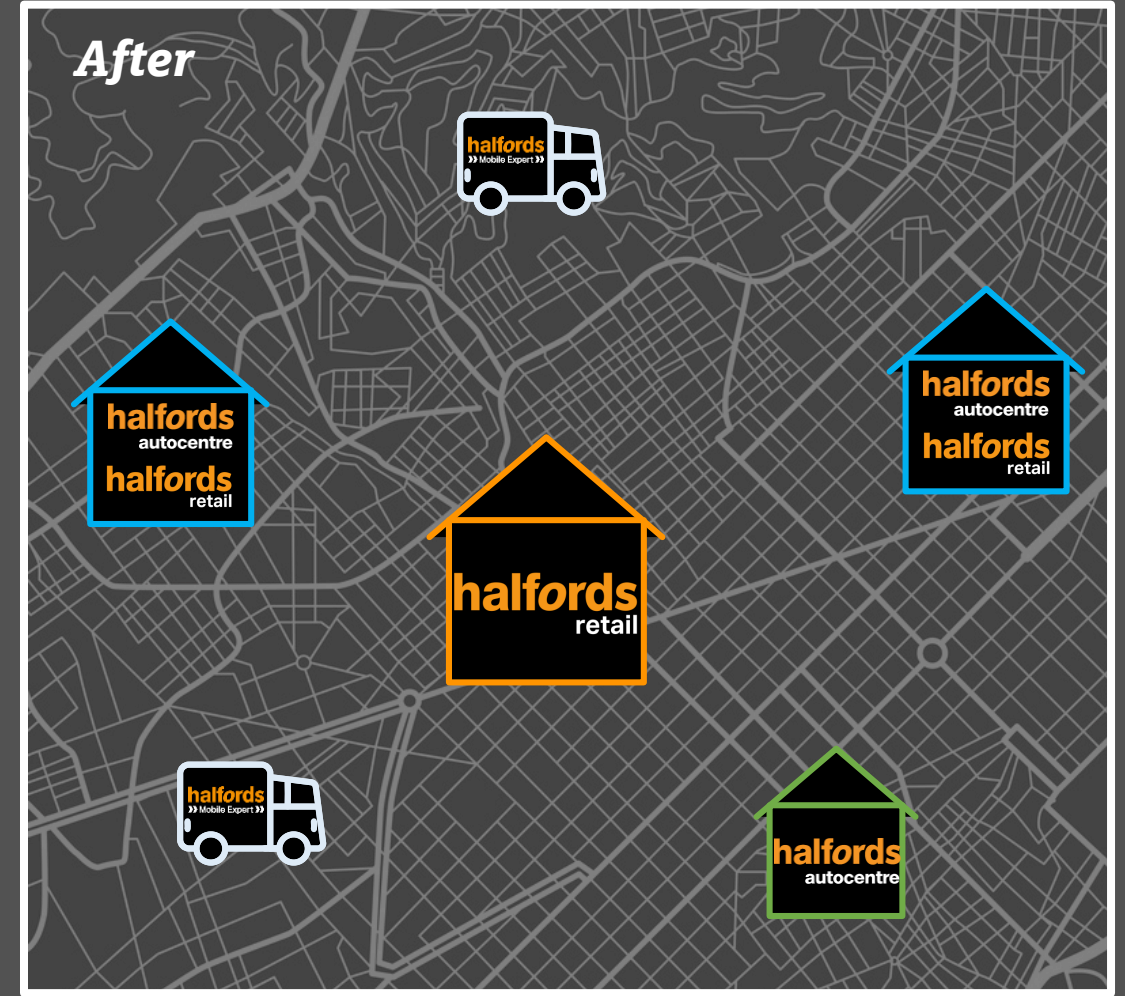 After
halfords
Mobile Expert
halfords
autocentre
halfords
retail
halfords
autocentre
halfords
retail
halfords
retail
halfords
Mobile Expert
halfords
autocentre